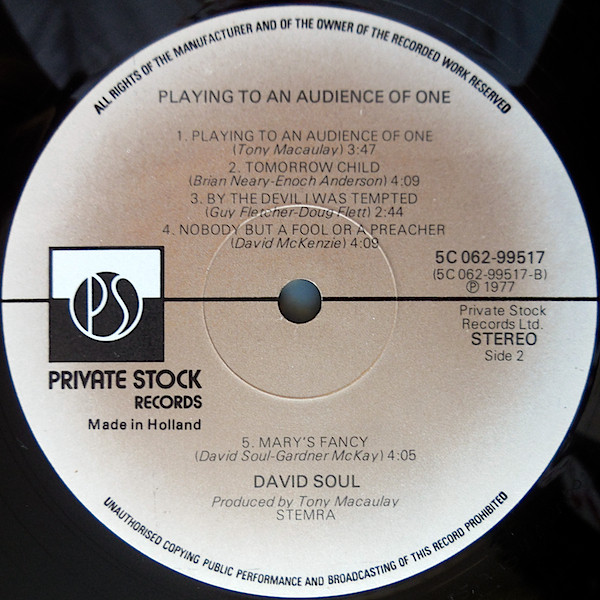 ALL RIGHTS OF THE MANUFACTURER AND OF THE OWNER OF THE RECORDED WORK RESERVED
PLAYING TO AN AUDIENCE OF ONE
1. PLAYING TO AN AUDIENCE OF ONE
(Tony Macaulay) 3:47
2. TOMORROW CHILD
(Brian Neary-Enoch Anderson) 4:09
3. BY THE DEVIL I WAS TEMPTED
(Guy Fletcher-Doug Flett) 2:44
4. NOBODY BUT A FOOL OR A PREACHER
(David McKenzie) 4:09
5C 062-99517
(5C 062-99517-B)
℗ 1977
Private Stock
Records Ltd.
STEREO
Side 2
PS
PRIVATE STOCK
RECORDS
Made in Holland
5. MARY'S FANCY
(David Soul-Gardner McKay) 4:05
DAVID SOUL
Produced by Tony Macaulay
STEMRA
UNAUTHORISED COPYING PUBLIC PERFORMANCE AND BROADCASTING OF THIS RECORD PROHIBITED